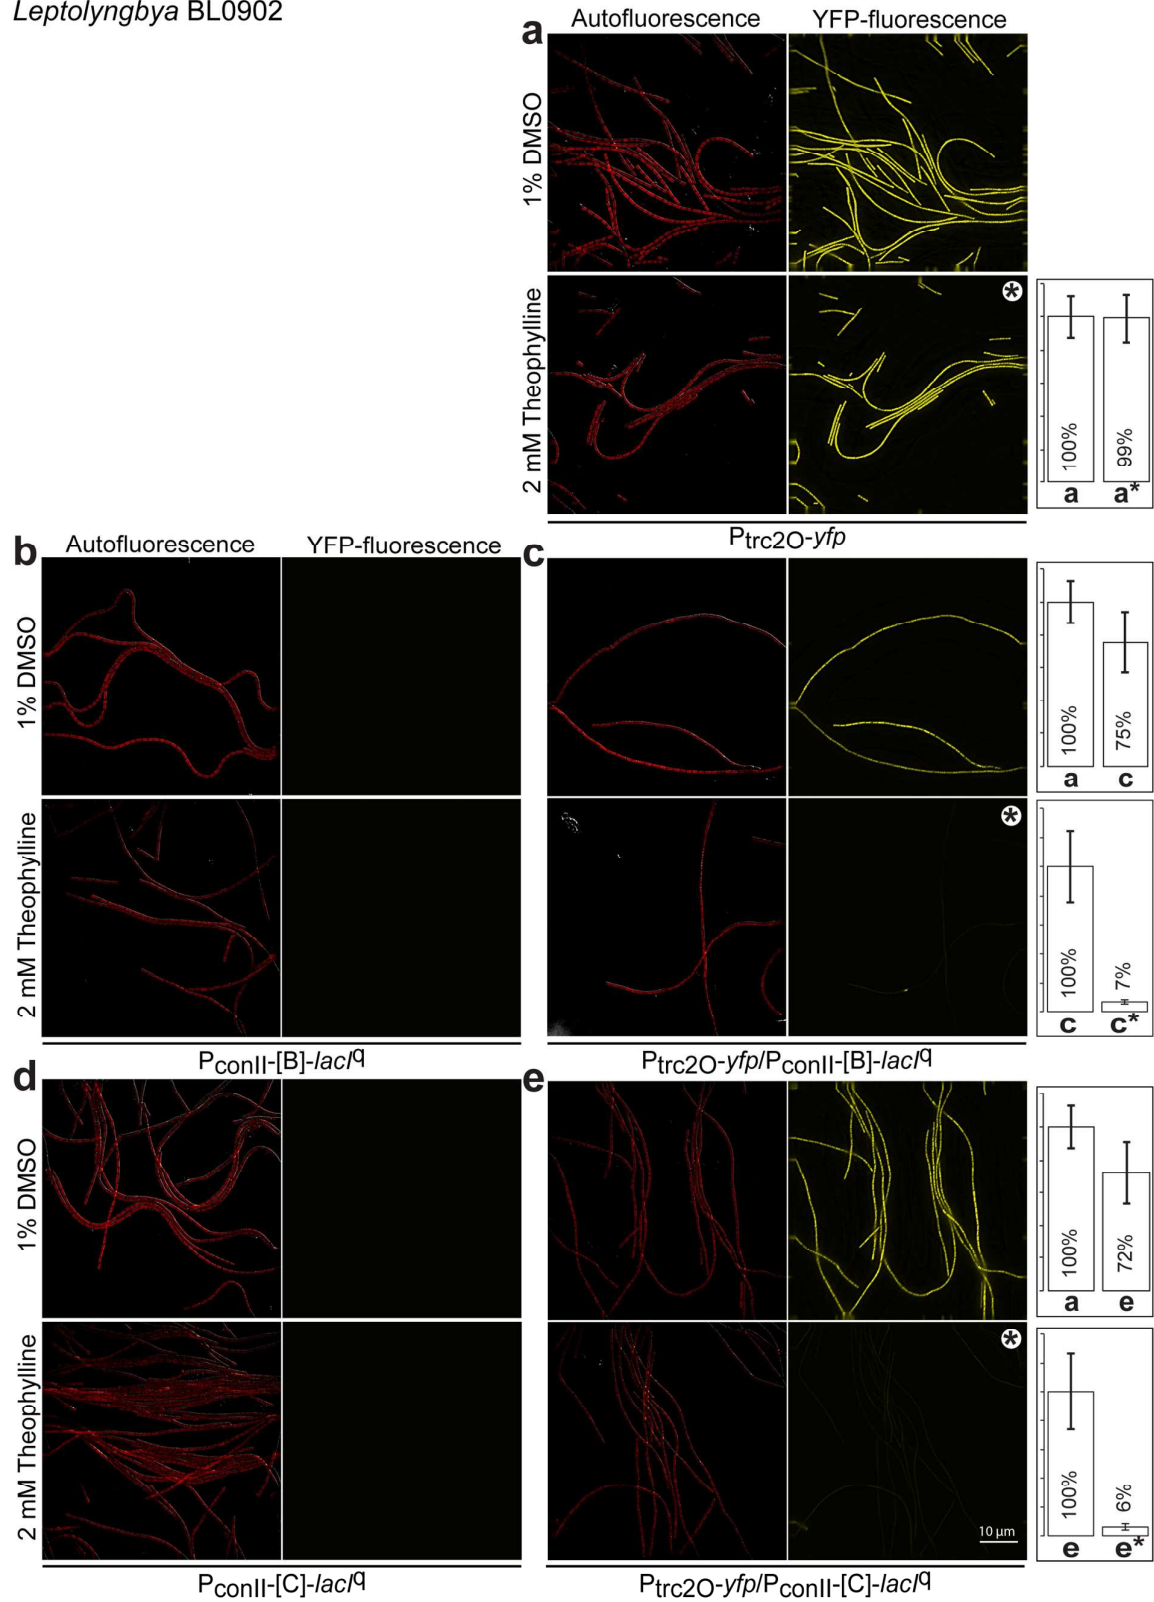 Leptolyngbya BL0902
a
Autofluorescence YFP-fluorescence
1% DMSO
2 mM Theophylline
*
100% 99%
a a*
Ptrc2O-yfp
b
Autofluorescence YFP-fluorescence
1% DMSO
2 mM Theophylline
PconII-[B]-lacIq
c
100% 75%
a c
*
100% 7%
c c*
Ptrc2O-yfp/PconII-[B]-lacIq
d
1% DMSO
2 mM Theophylline
PconII-[C]-lacIq
e
100% 72%
a e
*
10 µm
100% 6%
e e*
Ptrc2O-yfp/PconII-[C]-lacIq